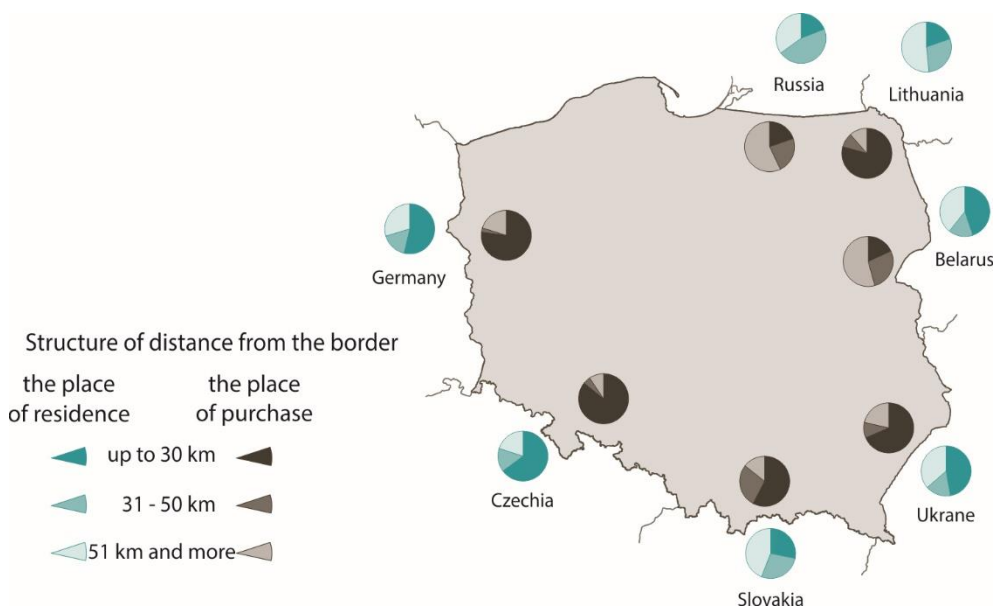 Russia
Lithuania
Belarus
Germany
Structure of distance from the border
the place
of residence
the place
of purchase
up to 30 km
31 - 50 km
51 km and more
Czechia
Ukrane
Slovakia